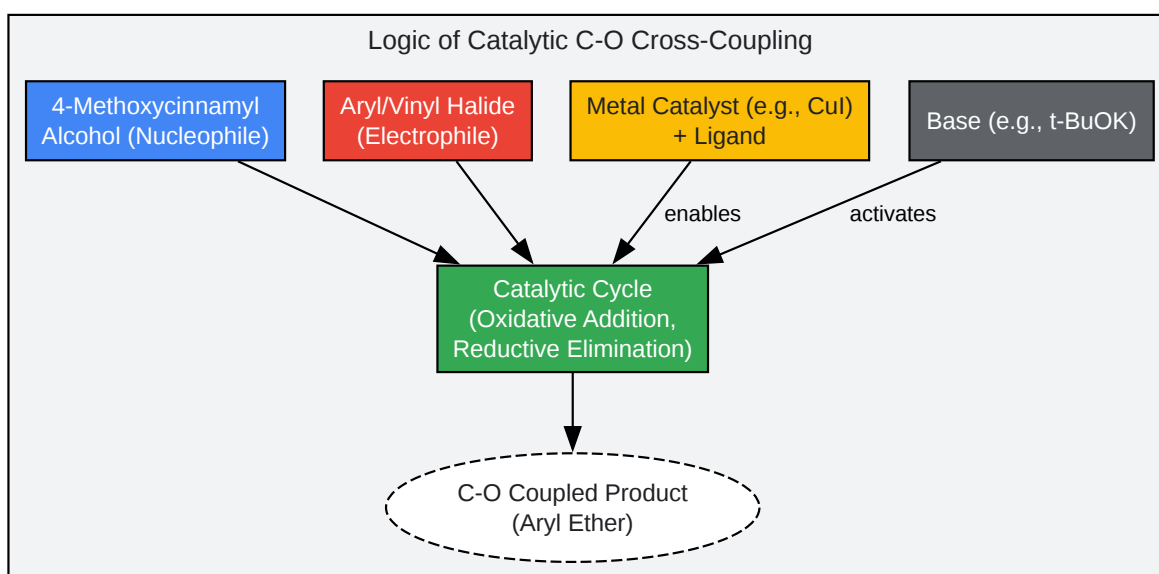 Logic of Catalytic C-O Cross-Coupling
4-Methoxycinnamyl
Alcohol (Nucleophile)
Aryl/Vinyl Halide
(Electrophile)
Metal Catalyst (e.g., CuI)
+ Ligand
Base (e.g., t-BuOK)
enables
activates
Catalytic Cycle
(Oxidative Addition,
Reductive Elimination)
C-O Coupled Product
(Aryl Ether)